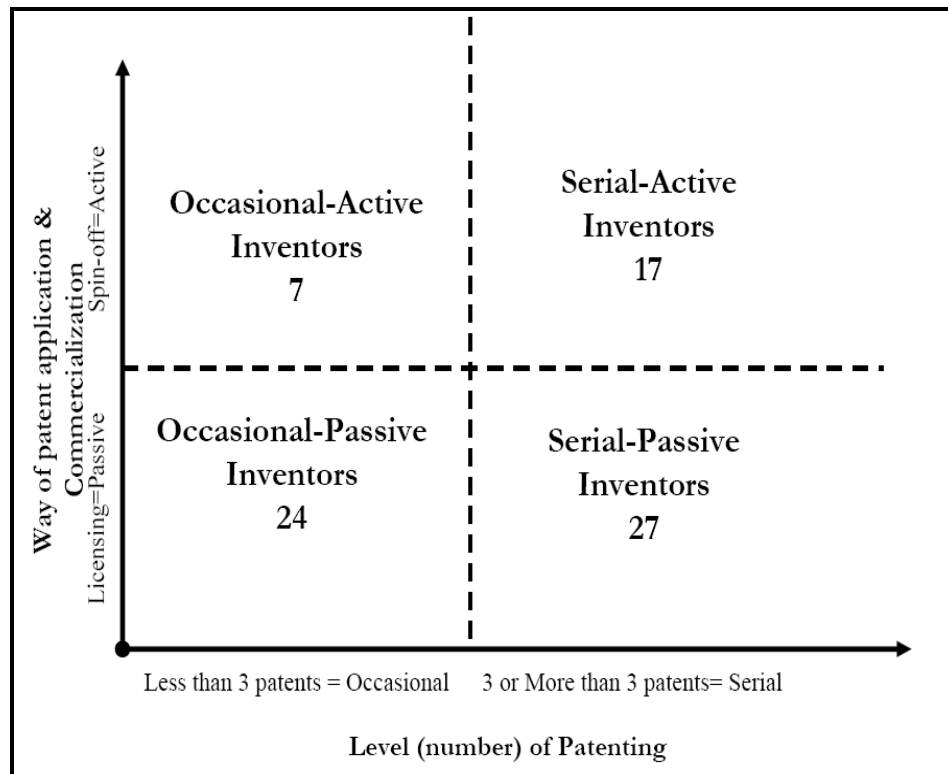 Way of patent application &
Commercialization
Spin-off=Active
Licensing=Passive
Occasional-Active
Inventors
7
Serial-Active
Inventors
17
Occasional-Passive
Inventors
24
Serial-Passive
Inventors
27
Less than 3 patents = Occasional
3 or More than 3 patents= Serial
Level (number) of Patenting